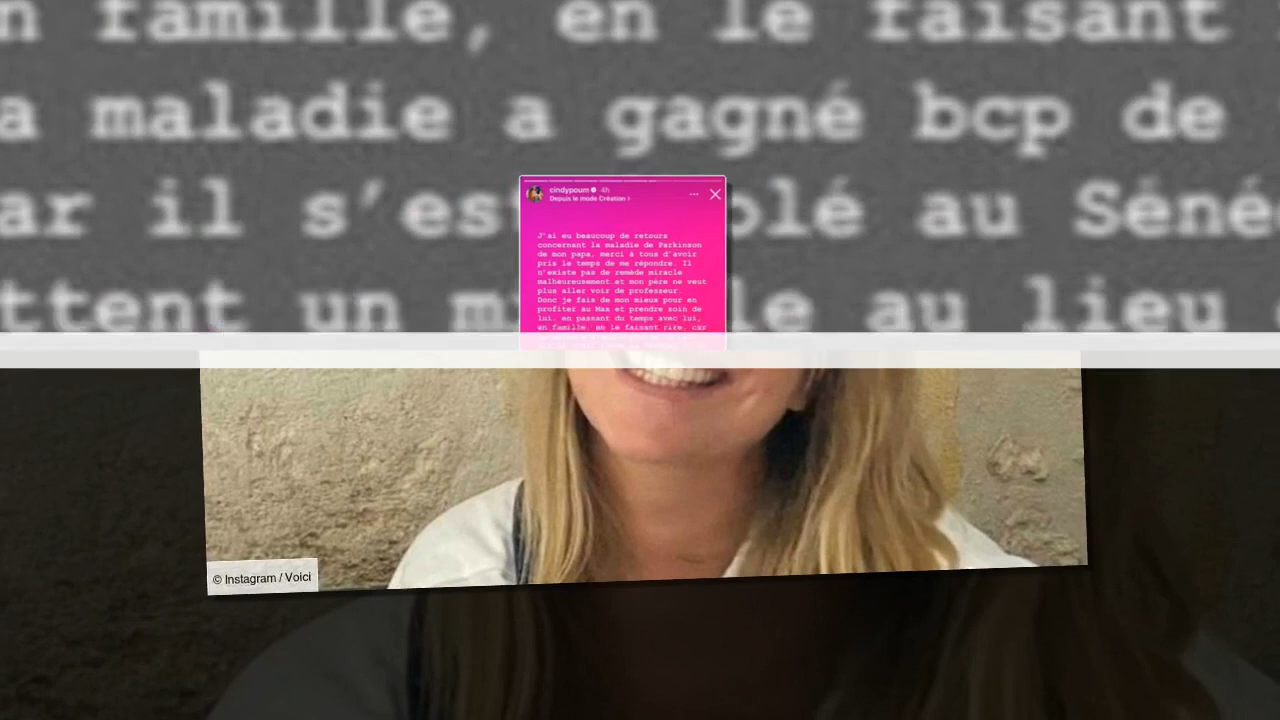 n famille, en le faisant
a maladie a gagné bcp de
ar il s'es olé au Séné
ttent un mi le au lieu
cindypoum 4h
Depuis le mode Création ›
J'ai eu beaucoup de retours
concernant la maladie de Parkinson
de mon papa, merci à tous d'avoir
pris le temps de me répondre. Il
n'existe pas de remède miracle
malheureusement et mon père ne veut
plus aller voir de professeur.
Donc je fais de mon mieux pour en
profiter au Max et prendre soin de
lui, en passant du temps avec lui,
en famille, en le faisant rire, car
© Instagram / Voici